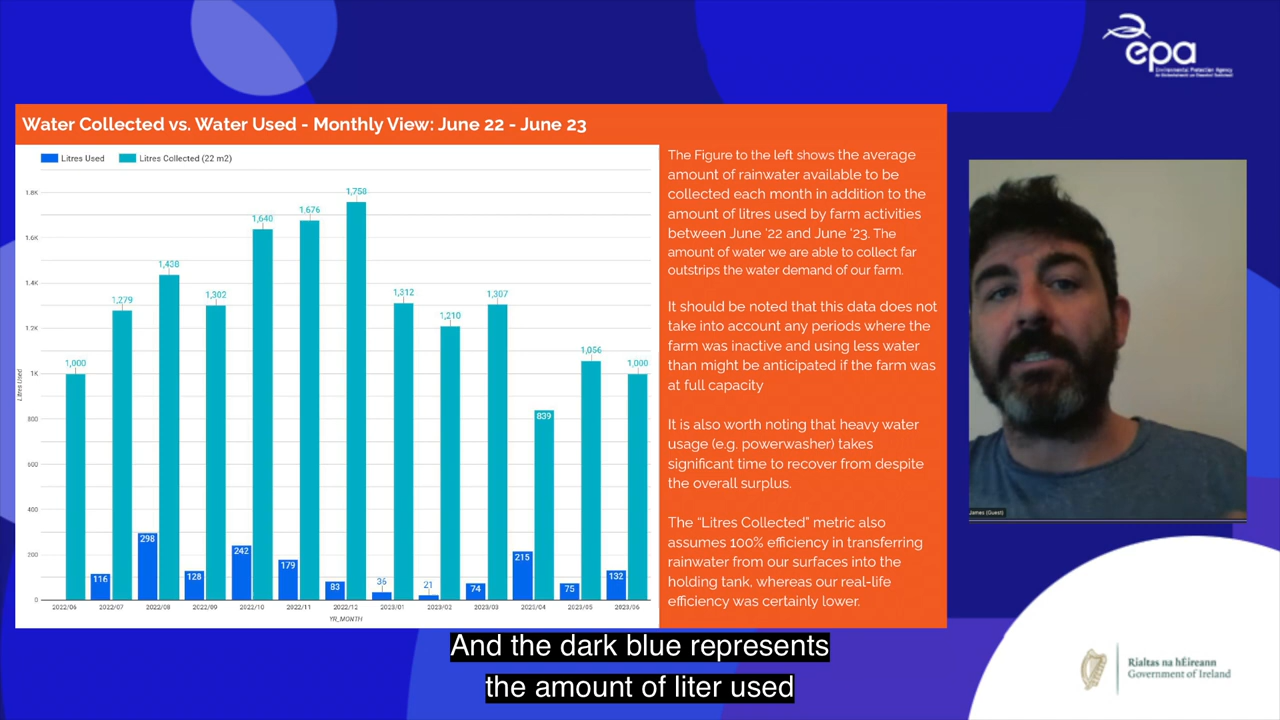 epa
Environmental Protection Agency
Water Collected vs. Water Used - Monthly View: June 22 - June 23
Litres Used
Litres Collected (22 m2)
1.8K
1.6K
1.4K
1.2K
1K
800
600
400
200
0
Litres Used
1,000
116
1,279
298
1,438
128
1,302
242
1,640
179
1,676
83
1,758
36
1,312
21
1,210
74
1,307
215
839
75
1,056
132
1,000
2022/06
2022/07
2022/08
2022/09
2022/10
2022/11
2022/12
2023/01
2023/02
2023/03
2023/04
2023/05
2023/06
YR_MONTH
The Figure to the left shows the average
amount of rainwater available to be
collected each month in addition to the
amount of litres used by farm activities
between June '22 and June '23. The
amount of water we are able to collect far
outstrips the water demand of our farm.
It should be noted that this data does not
take into account any periods where the
farm was inactive and using less water
than might be anticipated if the farm was
at full capacity
It is also worth noting that heavy water
usage (e.g. powerwasher) takes
significant time to recover from despite
the overall surplus.
The “Litres Collected” metric also
assumes 100% efficiency in transferring
rainwater from our surfaces into the
holding tank, whereas our real-life
efficiency was certainly lower.
James (Guest)
And the dark blue represents
the amount of liter used
Rialtas na hÉireann
Government of Ireland